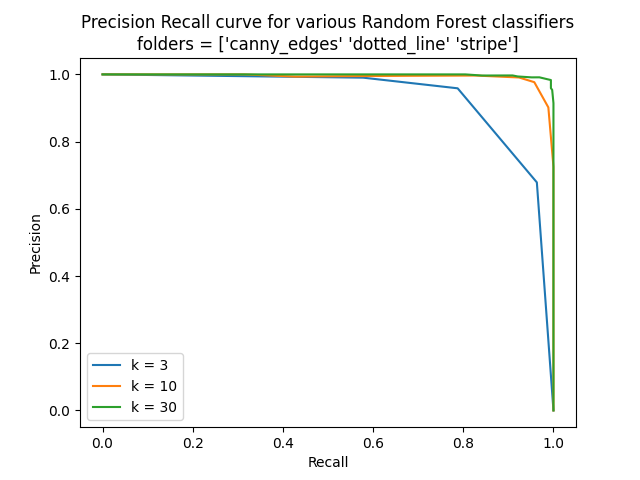 Precision Recall curve for various Random Forest classifiers
folders = ['canny_edges' 'dotted_line' 'stripe']
1.0
0.8
0.6
0.4
0.2
0.0
Precision
k = 3
k = 10
k = 30
0.0 0.2 0.4 0.6 0.8 1.0
Recall